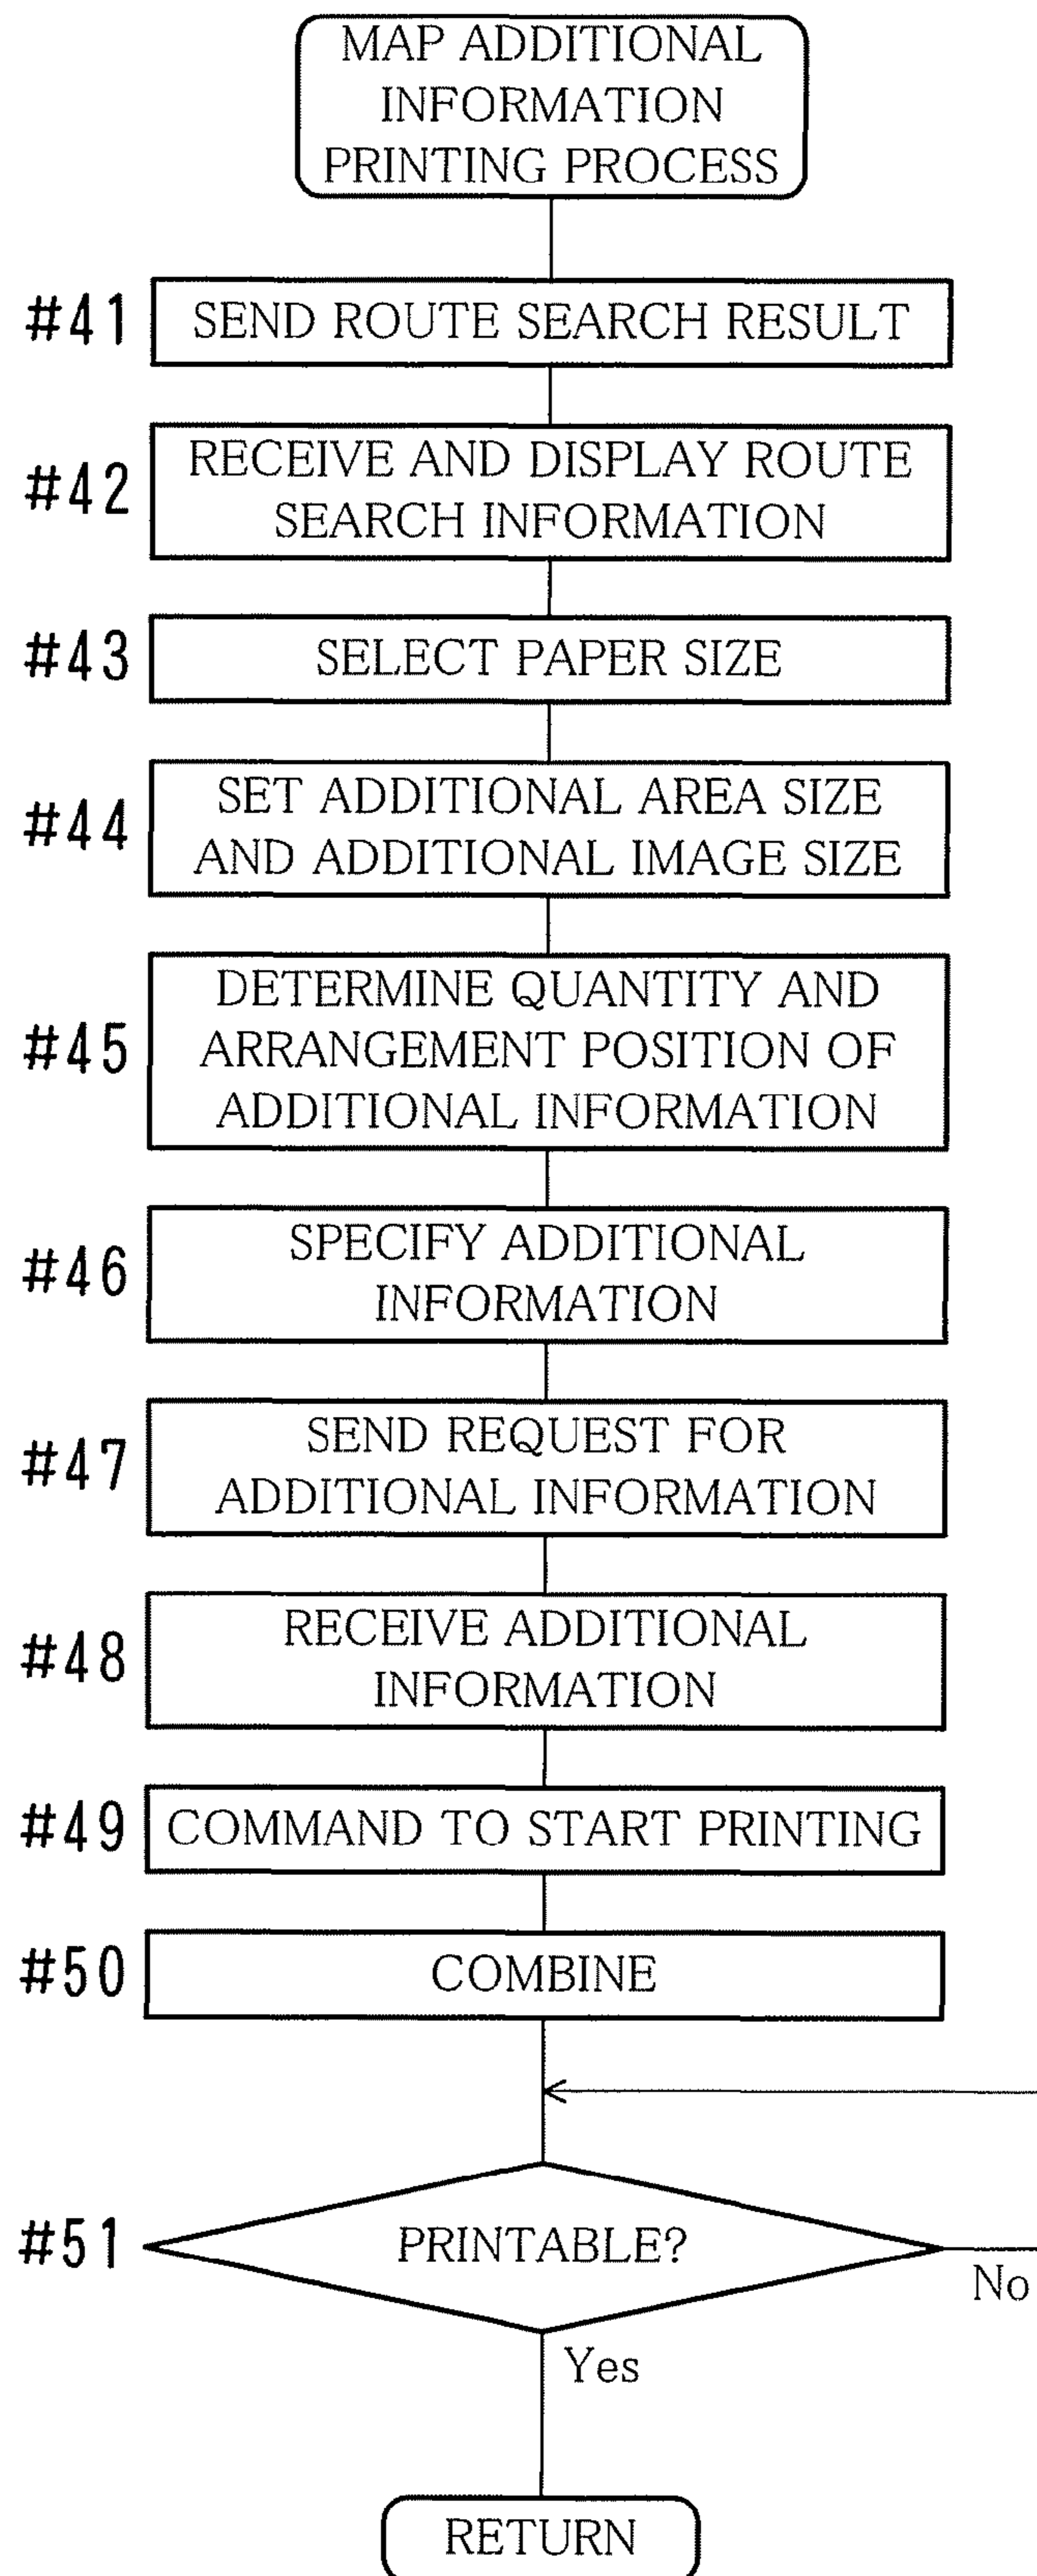 MAP ADDITIONAL
INFORMATION
PRINTING PROCESS
#41 SEND ROUTE SEARCH RESULT
#42 RECEIVE AND DISPLAY ROUTE
SEARCH INFORMATION
#43 SELECT PAPER SIZE
#44 SET ADDITIONAL AREA SIZE
AND ADDITIONAL IMAGE SIZE
#45 DETERMINE QUANTITY AND
ARRANGEMENT POSITION OF
ADDITIONAL INFORMATION
#46 SPECIFY ADDITIONAL
INFORMATION
#47 SEND REQUEST FOR
ADDITIONAL INFORMATION
#48 RECEIVE ADDITIONAL
INFORMATION
#49 COMMAND TO START PRINTING
#50 COMBINE
#51 PRINTABLE?
No
Yes
RETURN